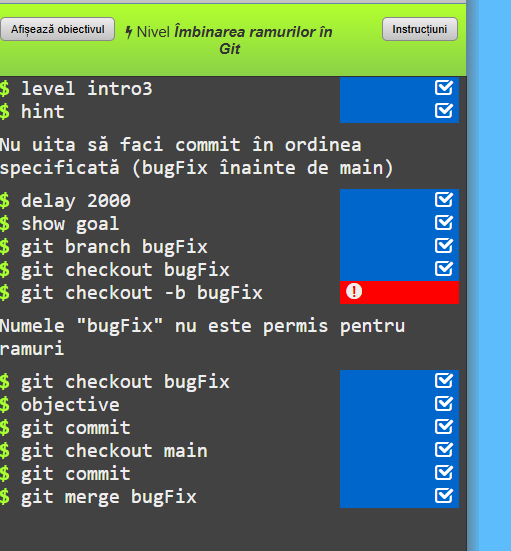 Afișează obiectivul
Nivel Îmbinarea ramurilor în
Git
Instrucțiuni
$ level intro3
$ hint
Nu uita să faci commit în ordinea
specificată (bugFix înainte de main)
$ delay 2000
$ show goal
$ git branch bugFix
$ git checkout bugFix
$ git checkout -b bugFix
Numele "bugFix" nu este permis pentru
ramuri
$ git checkout bugFix
$ objective
$ git commit
$ git checkout main
$ git commit
$ git merge bugFix